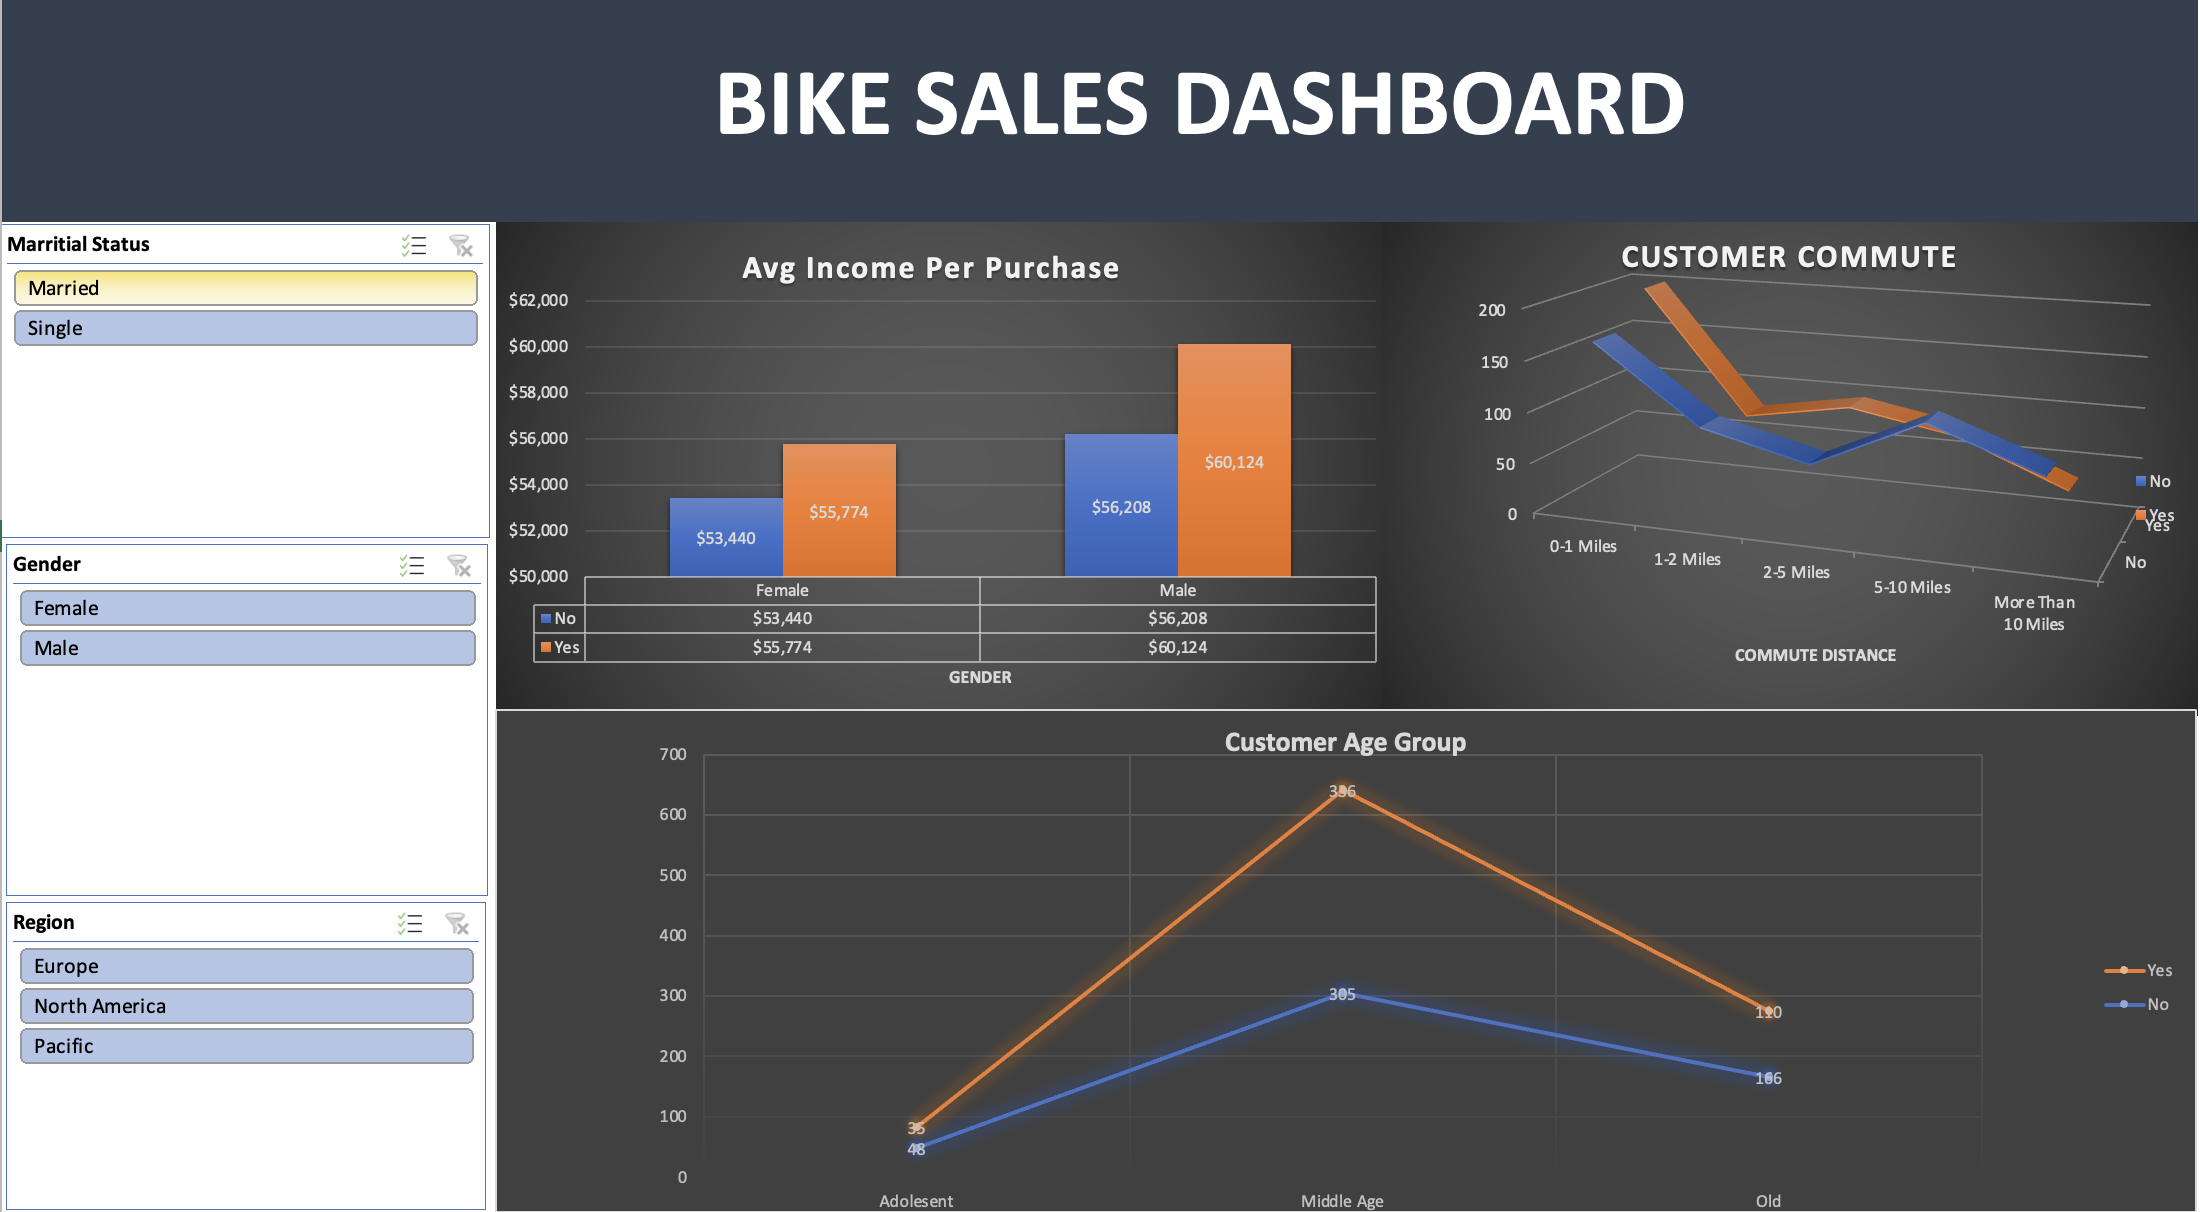 BIKE SALES DASHBOARD
Marritial Status
Married
Single
Gender
Female
Male
Region
Europe
North America
Pacific
Avg Income Per Purchase
$62,000
$60,000
$58,000
$56,000
$54,000
$52,000
$50,000
$53,440
$55,774
$56,208
$60,124
Female Male
No $53,440 $56,208
Yes $55,774 $60,124
GENDER
CUSTOMER COMMUTE
200
150
100
50
0
0-1 Miles
1-2 Miles
2-5 Miles
5-10 Miles
More Than
10 Miles
No
Yes
Yes
No
COMMUTE DISTANCE
Customer Age Group
700
600
500
400
300
200
100
0
336
305
110
166
35
48
Adolesent Middle Age Old
Yes
No